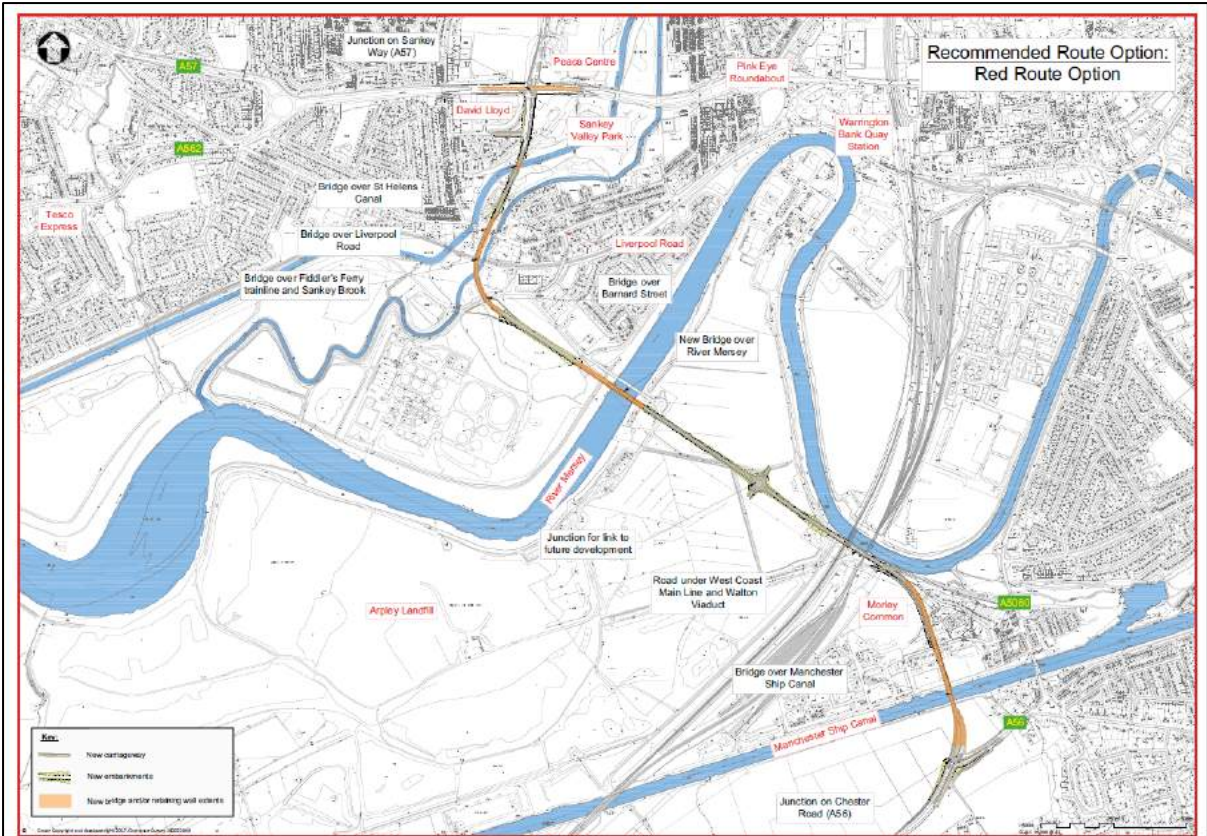 Recommended Route Option:
Red Route Option
Junction on Sankey
Way (A57)
A57
Peace Centre
Pink Eye
Roundabout
David Lloyd
Sankey
Valley Park
Warrington
Bank Quay
Station
A562
Bridge over St Helens
Canal
Tesco
Express
Bridge over Liverpool
Road
Liverpool Road
Bridge over Fiddler's Ferry
trainline and Sankey Brook
Bridge over
Barnard Street
New Bridge over
River Mersey
River Mersey
Junction for link to
future development
Road under West Coast
Main Line and Walton
Viaduct
Arpley Landfill
Morley
Common
A5060
Bridge over Manchester
Ship Canal
Manchester Ship Canal
A56
Junction on Chester
Road (A56)
Key:
New carriageway
New embankments
New bridge and/or retaining wall extents